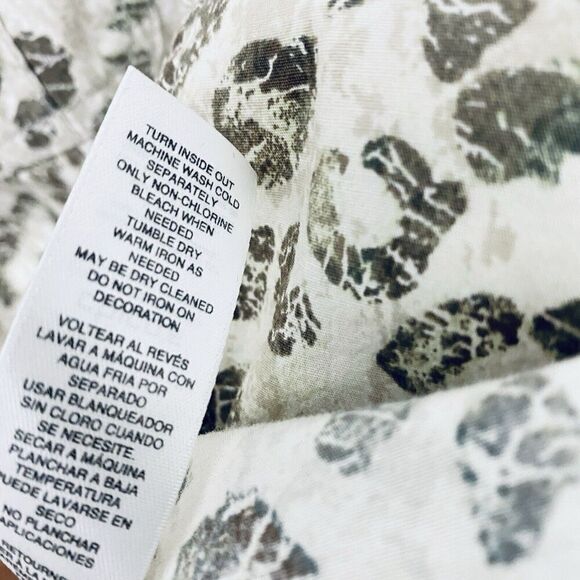 TURN INSIDE OUT
MACHINE WASH COLD
SEPARATELY
ONLY NON-CHLORINE
BLEACH WHEN
NEEDED
TUMBLE DRY
WARM IRON AS
NEEDED
MAY BE DRY CLEANED
DO NOT IRON ON
DECORATION
VOLTEAR AL REVÉS
LAVAR A MÁQUINA CON
AGUA FRIA POR
SEPARADO
USAR BLANQUEADOR
SIN CLORO CUANDO
SE NECESITE.
SECAR A MÁQUINA
PLANCHAR A BAJA
TEMPERATURA
PUEDE LAVARSE EN
SECO
NO PLANCHAR
APLICACIONES
RETOURNE
À LA